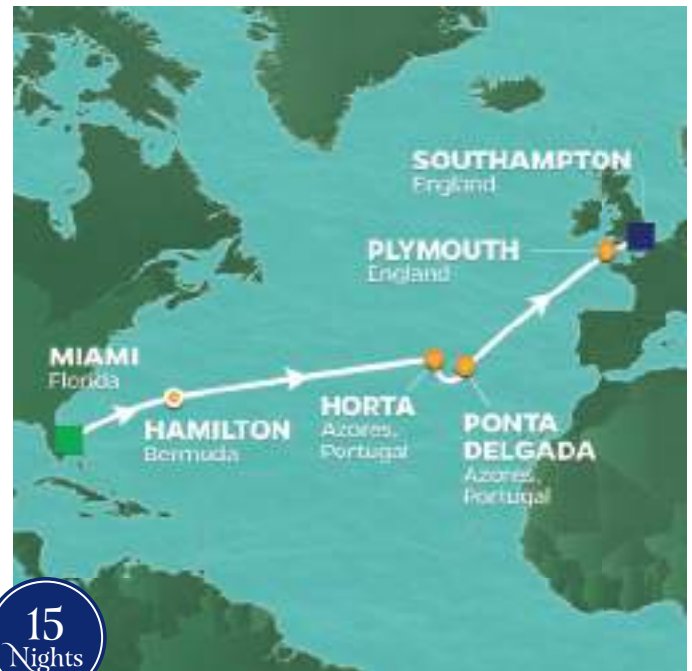 SOUTHAMPTON
England
PLYMOUTH
England
MIAMI
Florida
HAMILTON
Bermuda
HORTA
Azores,
Portugal
PONTA
DELGADA
Azores,
Portugal
15
Nights